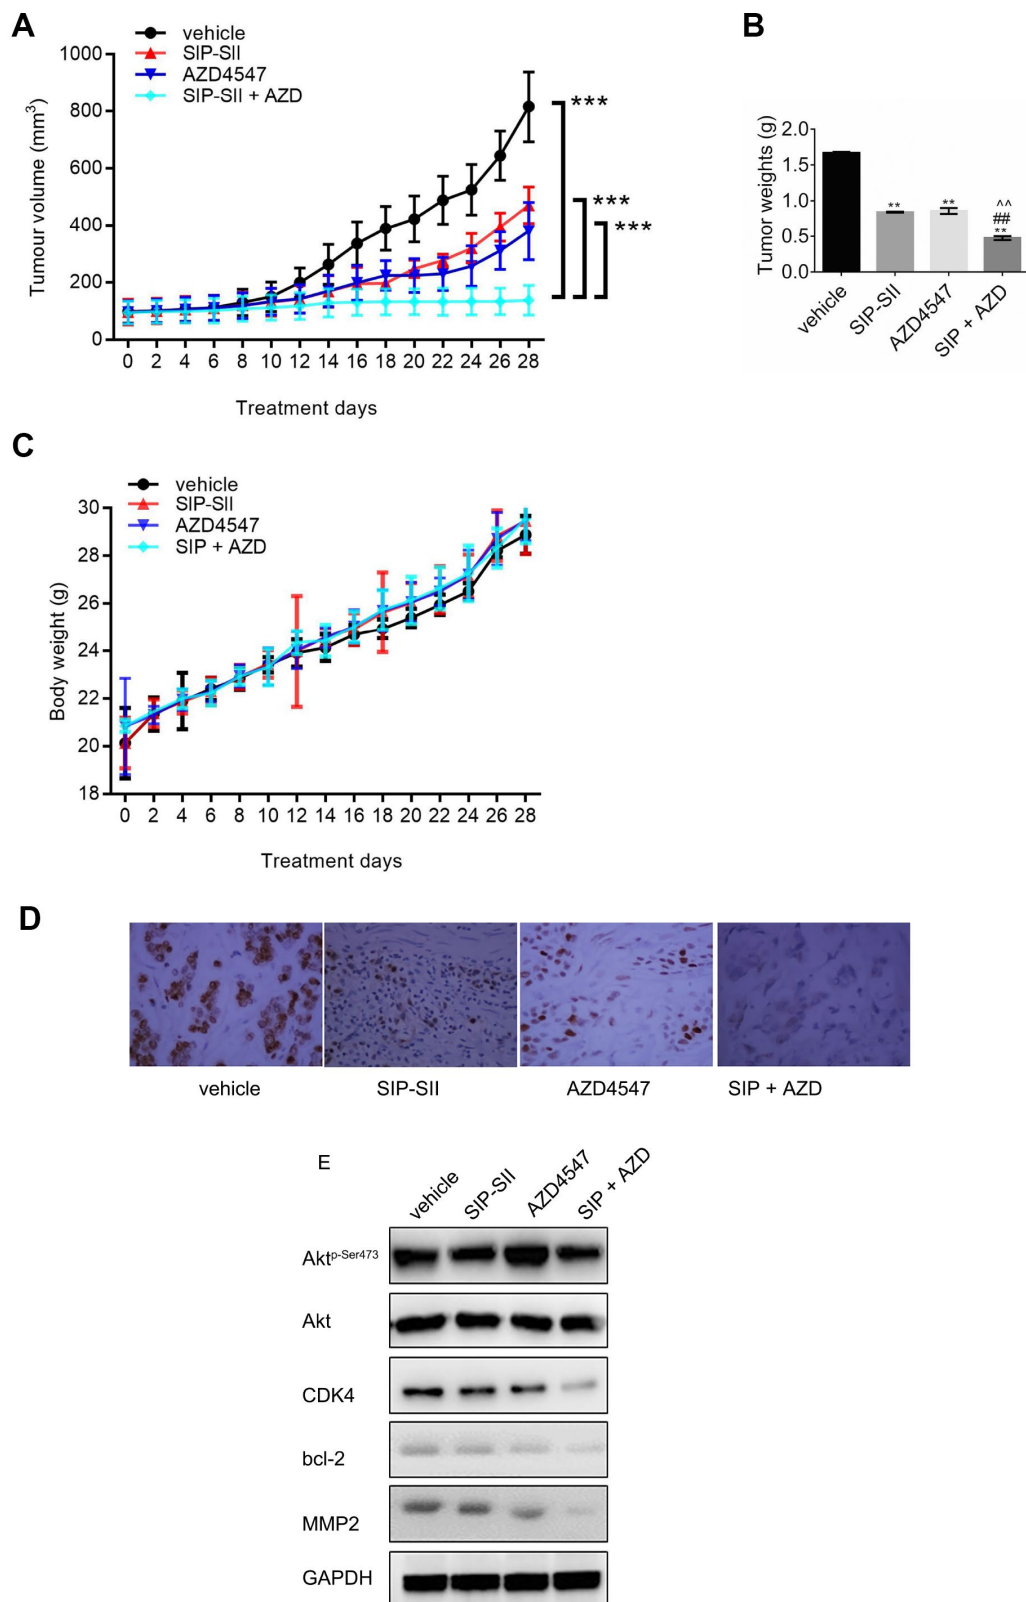 A
vehicle
SIP-SII
AZD4547
SIP-SII + AZD
Tumour volume (mm³)
1000
800
600
400
200
0
***
***
***
0 2 4 6 8 10 12 14 16 18 20 22 24 26 28
Treatment days
B
Tumor weights (g)
2.0
1.5
1.0
0.5
0.0
**
**
^^
##
**
vehicle
SIP-SII
AZD4547
SIP + AZD
C
vehicle
SIP-SII
AZD4547
SIP + AZD
Body weight (g)
30
28
26
24
22
20
18
0 2 4 6 8 10 12 14 16 18 20 22 24 26 28
Treatment days
D
vehicle SIP-SII AZD4547 SIP + AZD
E
vehicle SIP-SII AZD4547 SIP + AZD
Aktp-Ser473
Akt
CDK4
bcl-2
MMP2
GAPDH